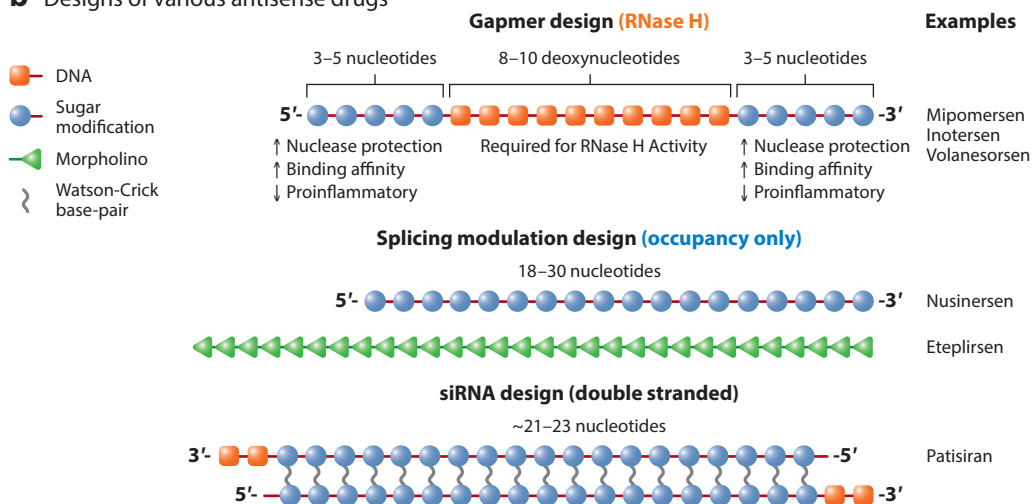 b Designs of various antisense drugs
Gapmer design (RNase H)
Examples
3–5 nucleotides
8–10 deoxynucleotides
3–5 nucleotides
DNA
Sugar
modification
Morpholino
Watson-Crick
base-pair
5′-
-3′
Mipomersen
Inotersen
Volanesorsen
↑ Nuclease protection
↑ Binding affinity
↓ Proinflammatory
Required for RNase H Activity
↑ Nuclease protection
↑ Binding affinity
↓ Proinflammatory
Splicing modulation design (occupancy only)
18–30 nucleotides
5′-
-3′
Nusinersen
Eteplirsen
siRNA design (double stranded)
~21–23 nucleotides
3′-
-5′
Patisiran
5′-
-3′